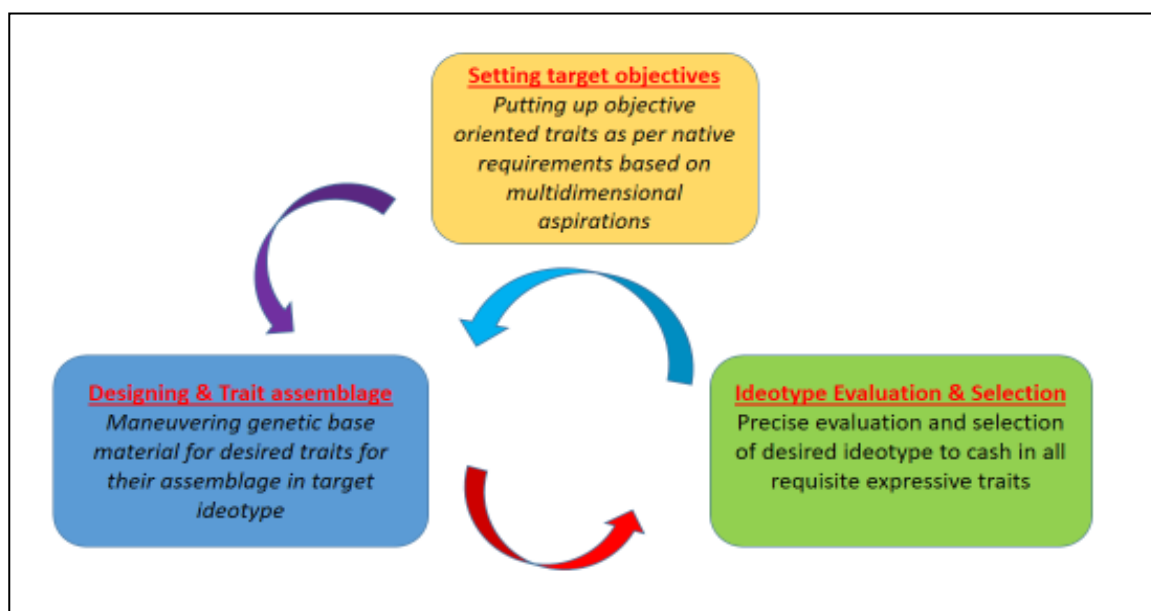 Setting target objectives
Putting up objective
oriented traits as per native
requirements based on
multidimensional
aspirations
Designing & Trait assemblage
Maneuvering genetic base
material for desired traits for
their assemblage in target
ideotype
Ideotype Evaluation & Selection
Precise evaluation and selection
of desired ideotype to cash in all
requisite expressive traits